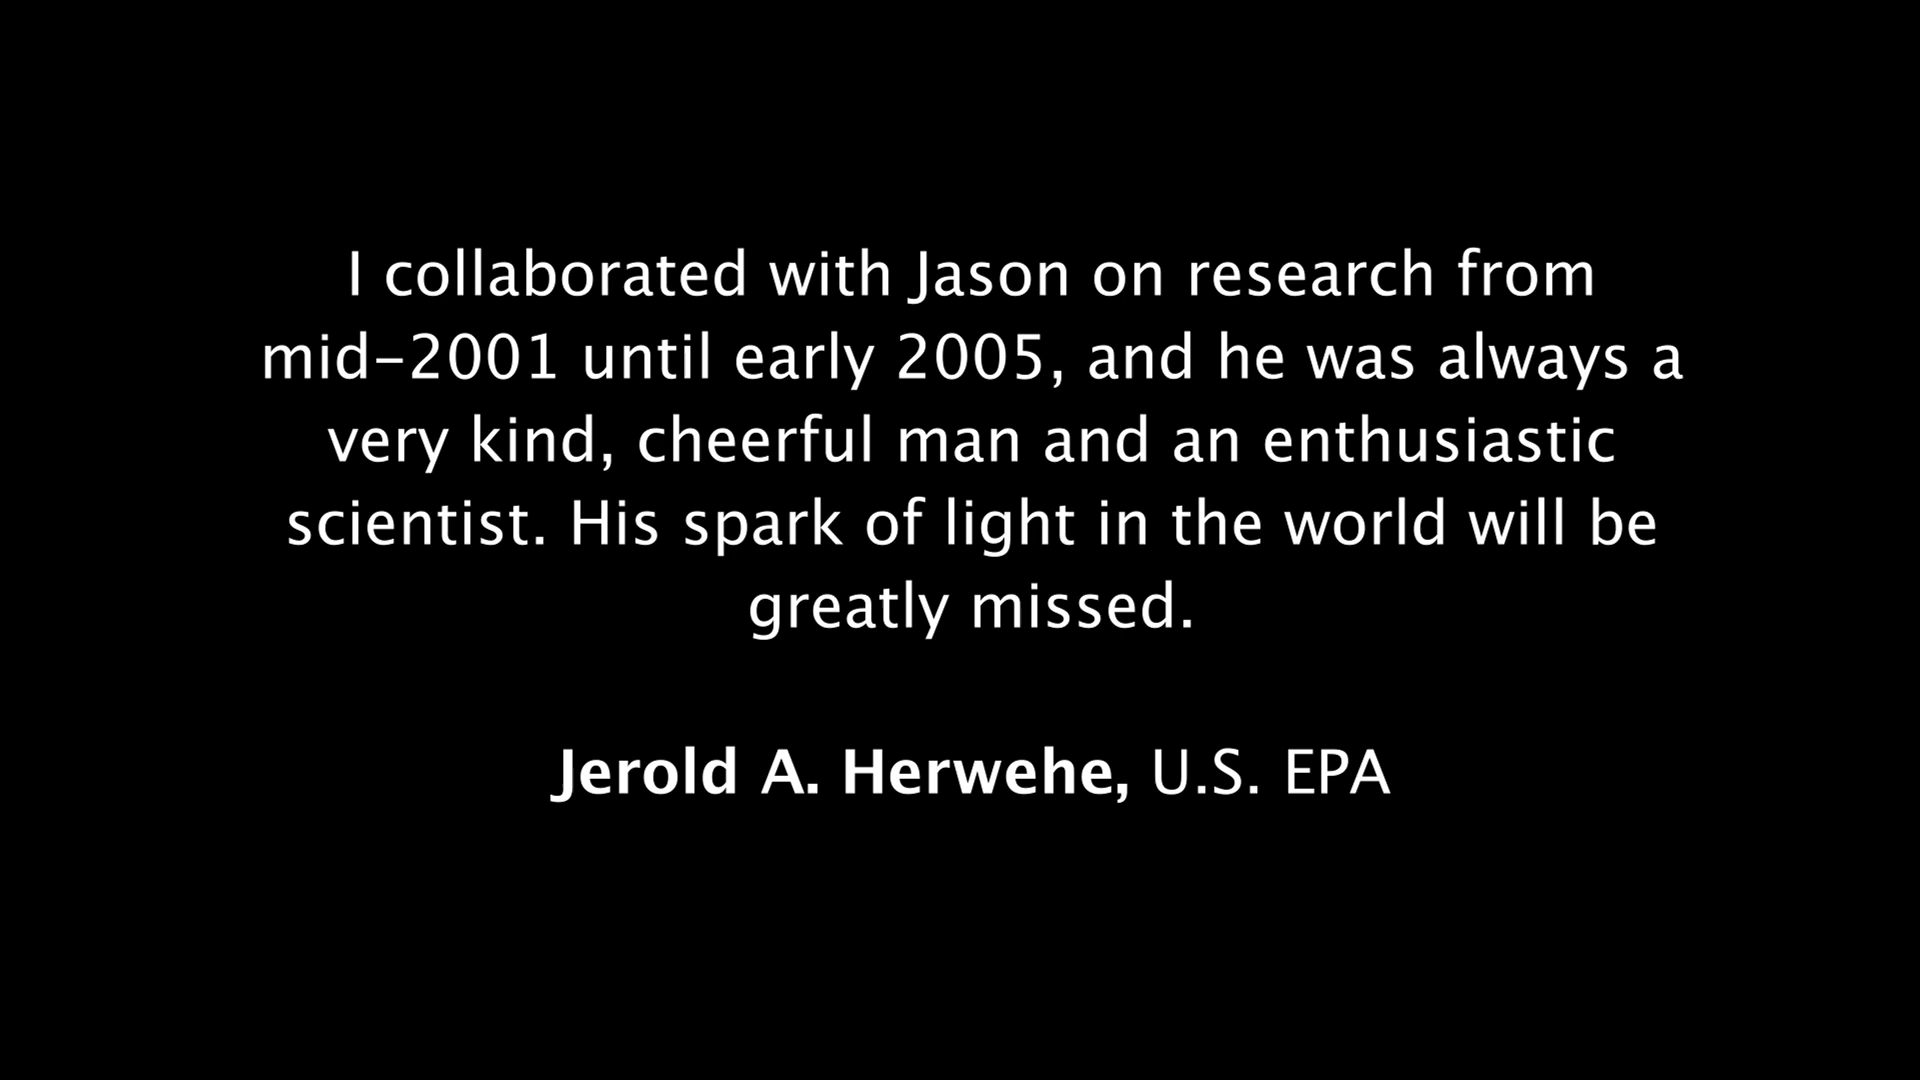 I collaborated with Jason on research from
mid-2001 until early 2005, and he was always a
very kind, cheerful man and an enthusiastic
scientist. His spark of light in the world will be
greatly missed.
Jerold A. Herwehe, U.S. EPA